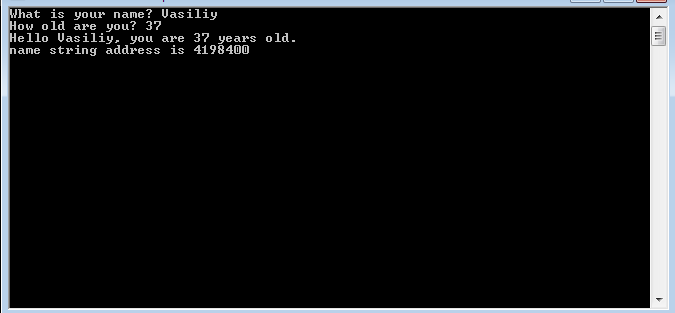 What is your name? Vasiliy
How old are you? 37
Hello Vasiliy, you are 37 years old.
name string address is 4198400